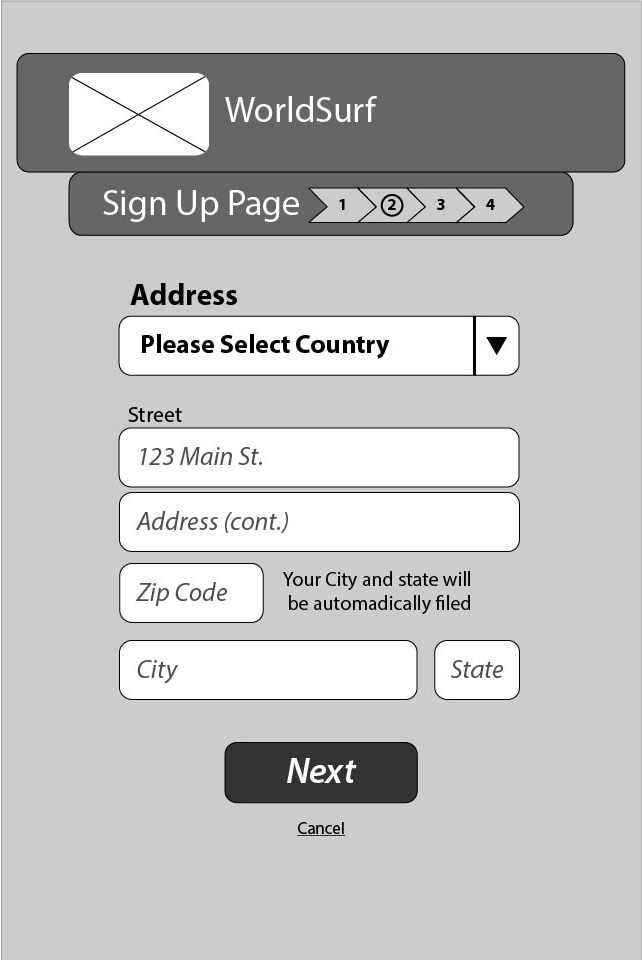 WorldSurf
Sign Up Page 1 2 3 4
Address
Please Select Country
Street
123 Main St.
Address (cont.)
Zip Code
Your City and state will
be automadically filed
City State
Next
Cancel